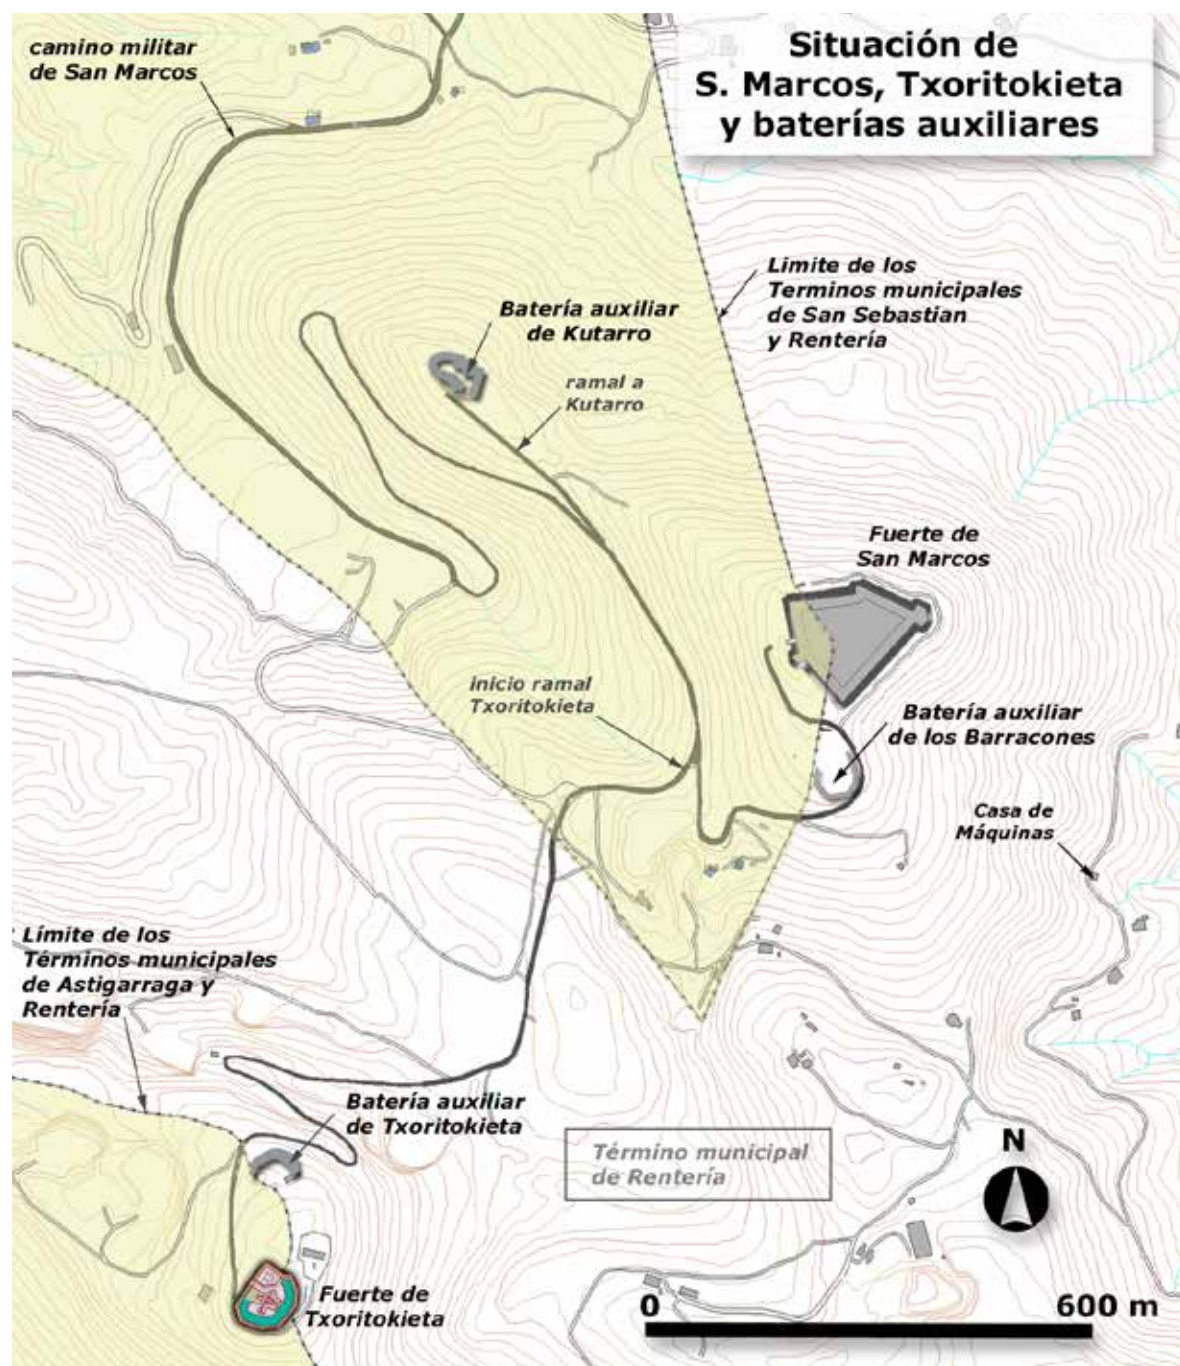 Situación de
S. Marcos, Txoritokieta
y baterías auxiliares
camino militar
de San Marcos
Limite de los
Terminos municipales
de San Sebastian
y Rentería
Batería auxiliar
de Kutarro
ramal a
Kutarro
Fuerte de
San Marcos
inicio ramal
Txoritokieta
Batería auxiliar
de los Barracones
Casa de
Máquinas
Límite de los
Términos municipales
de Astigarraga y
Rentería
Batería auxiliar
de Txoritokieta
Término municipal
de Rentería
N
Fuerte de
Txoritokieta
0 600 m